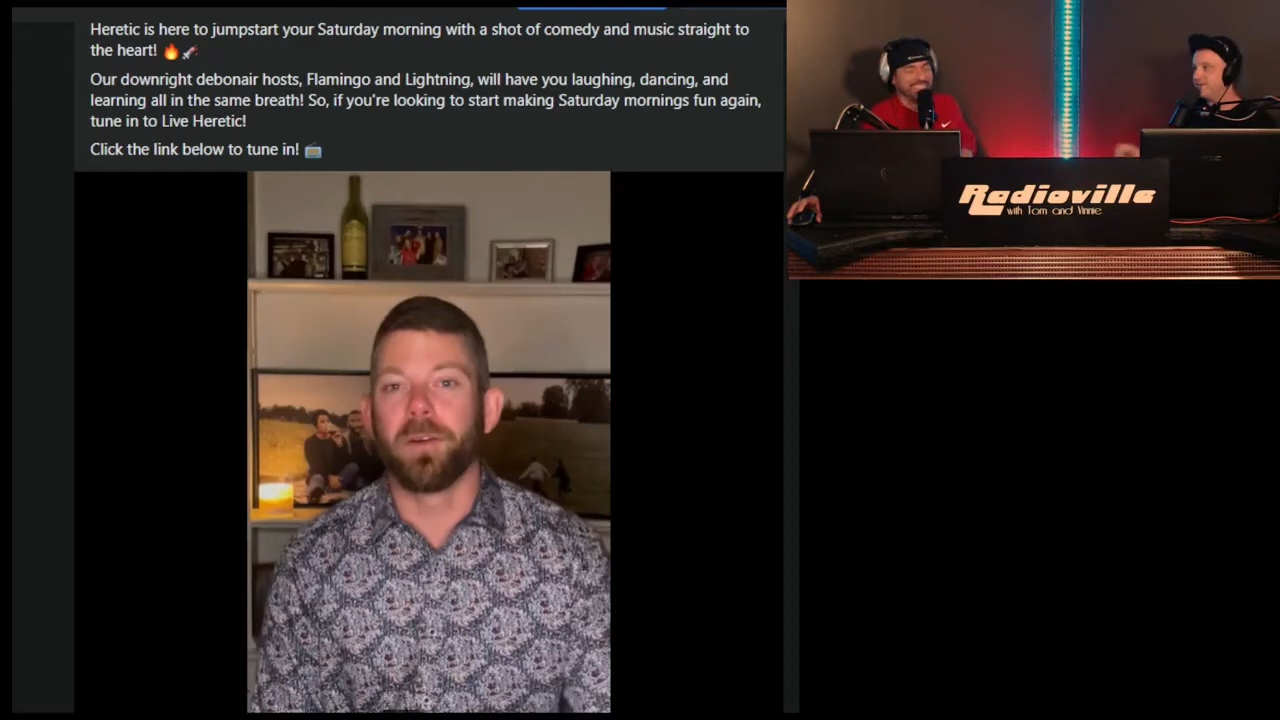 Heretic is here to jumpstart your Saturday morning with a shot of comedy and music straight to
the heart! 🔥🚀
Our downright debonair hosts, Flamingo and Lightning, will have you laughing, dancing, and
learning all in the same breath! So, if you're looking to start making Saturday mornings fun again,
tune in to Live Heretic!
Click the link below to tune in! 📻
Radioville
with Tom and Vinnie